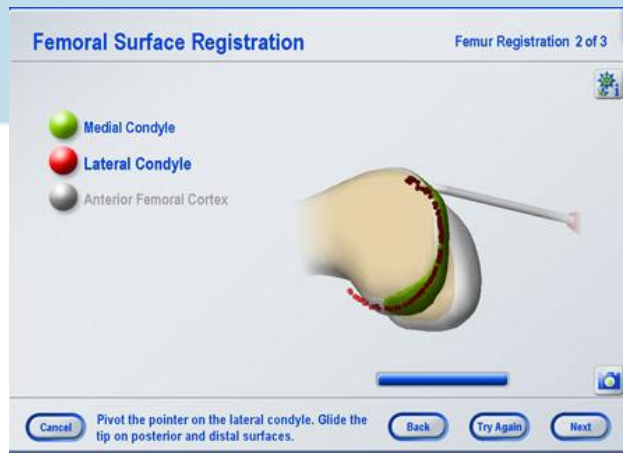 Femoral Surface Registration
Femur Registration 2 of 3
i
Medial Condyle
Lateral Condyle
Anterior Femoral Cortex
Cancel
Pivot the pointer on the lateral condyle. Glide the
tip on posterior and distal surfaces.
Back
Try Again
Next